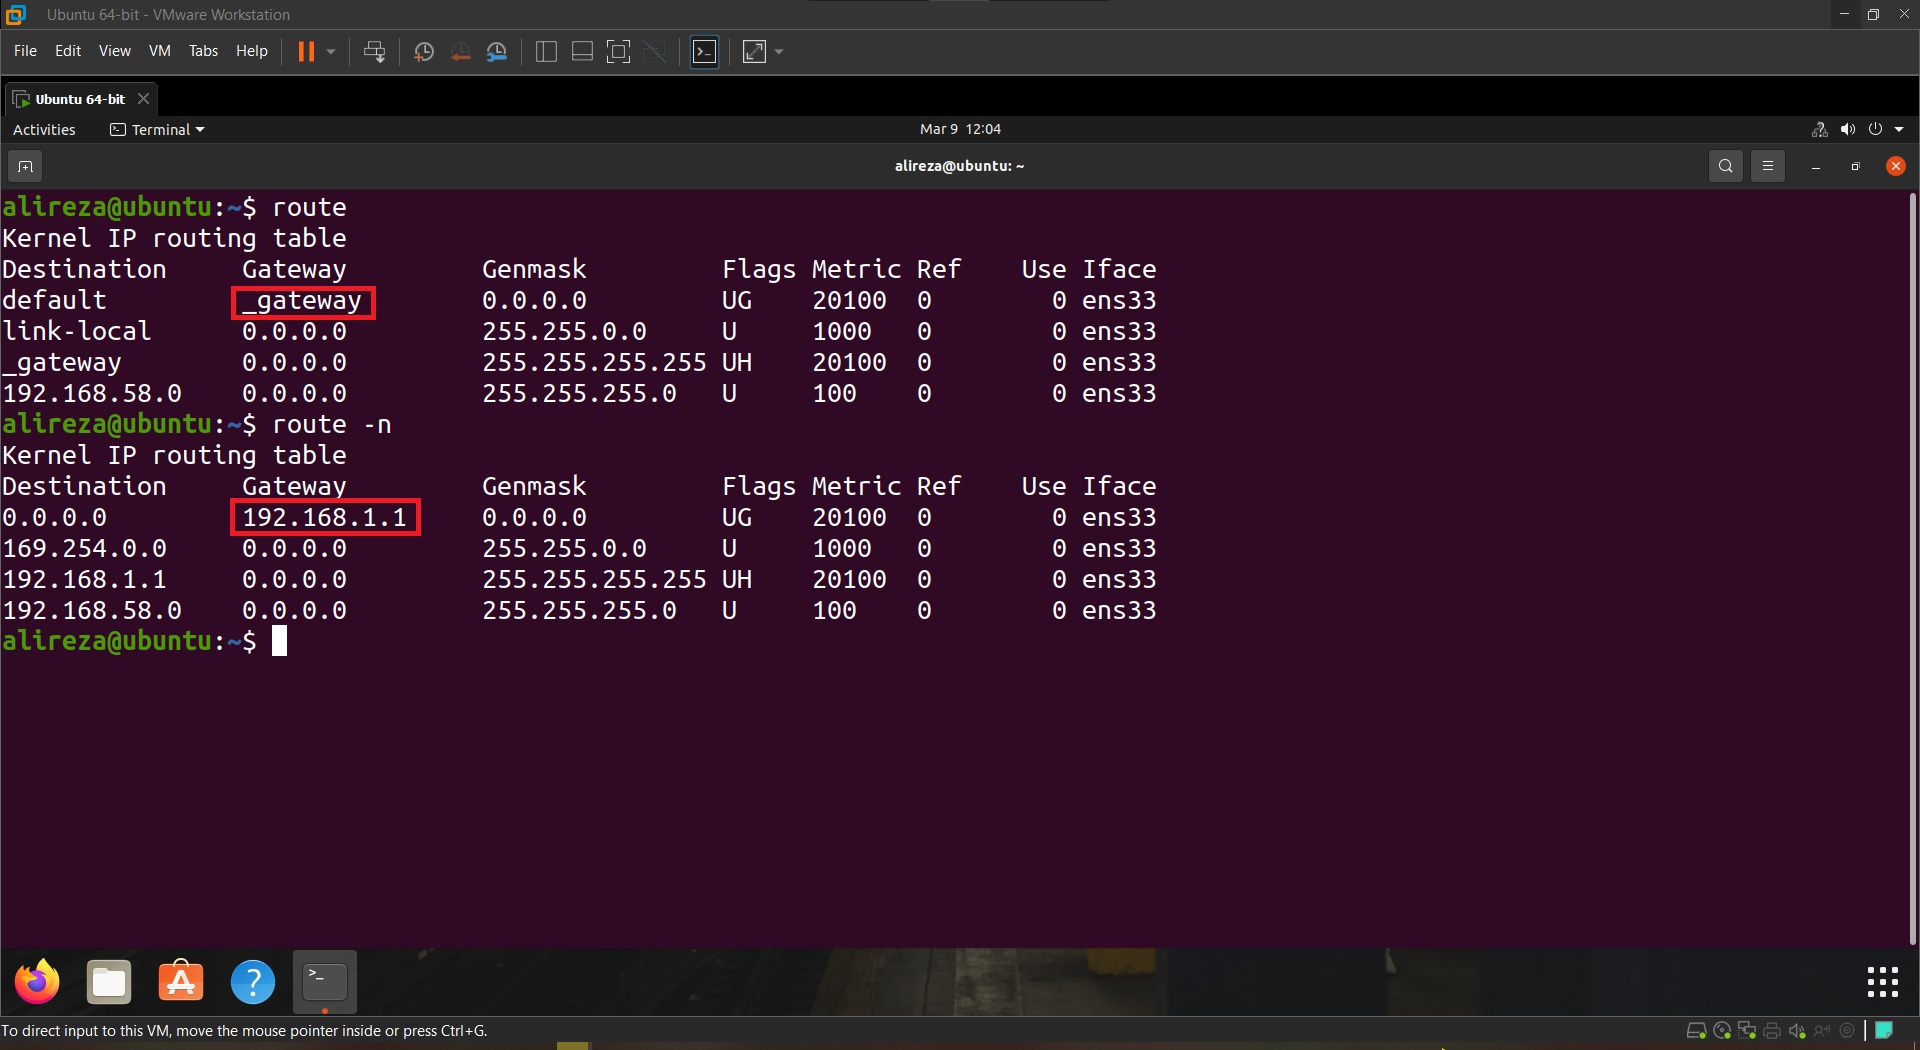 Ubuntu 64-bit - VMware Workstation
File Edit View VM Tabs Help
Ubuntu 64-bit
Activities Terminal Mar 9 12:04
alireza@ubuntu: ~
alireza@ubuntu:~$ route
Kernel IP routing table
Destination Gateway Genmask Flags Metric Ref Use Iface
default _gateway 0.0.0.0 UG 20100 0 0 ens33
link-local 0.0.0.0 255.255.0.0 U 1000 0 0 ens33
_gateway 0.0.0.0 255.255.255.255 UH 20100 0 0 ens33
192.168.58.0 0.0.0.0 255.255.255.0 U 100 0 0 ens33
alireza@ubuntu:~$ route -n
Kernel IP routing table
Destination Gateway Genmask Flags Metric Ref Use Iface
0.0.0.0 192.168.1.1 0.0.0.0 UG 20100 0 0 ens33
169.254.0.0 0.0.0.0 255.255.0.0 U 1000 0 0 ens33
192.168.1.1 0.0.0.0 255.255.255.255 UH 20100 0 0 ens33
192.168.58.0 0.0.0.0 255.255.255.0 U 100 0 0 ens33
alireza@ubuntu:~$
To direct input to this VM, move the mouse pointer inside or press Ctrl+G.